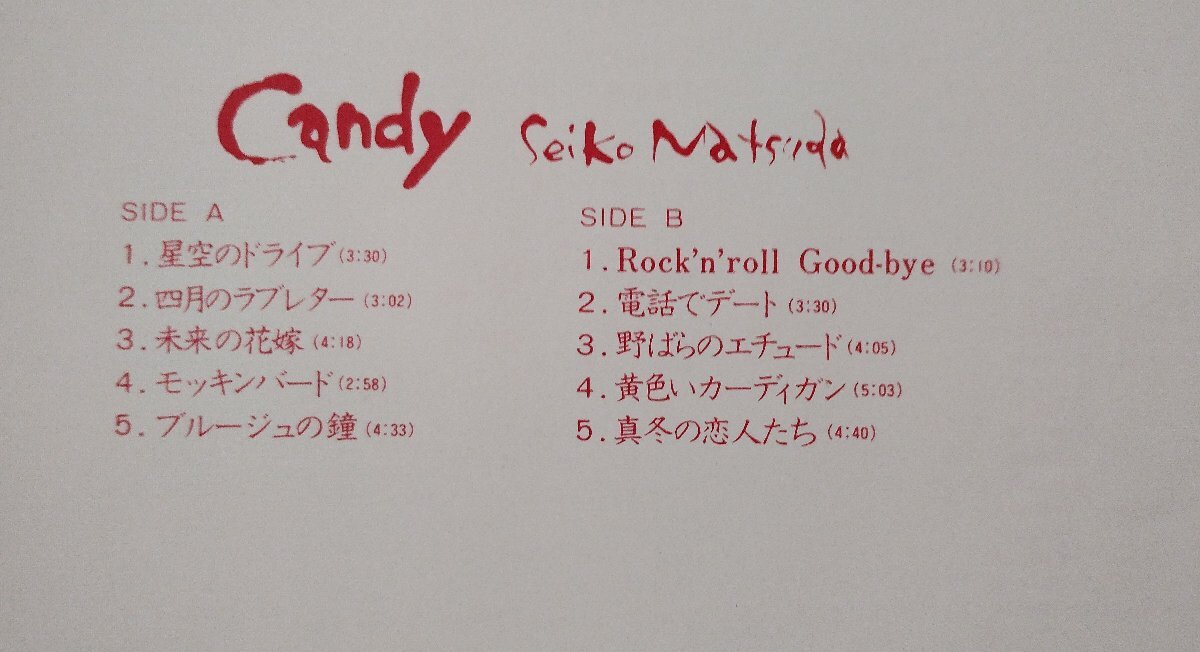 Candy Seiko Matsuda
SIDE A
1. 星空のドライブ (3:30)
2. 四月のラブレター (3:02)
3. 未来の花嫁 (4:18)
4. モッキンバード (2:58)
5. ブルージュの鐘 (4:33)
SIDE B
1. Rock'n'roll Good-bye (3:10)
2. 電話でデート (3:30)
3. 野ばらのエチュード (4:05)
4. 黄色いカーディガン (5:03)
5. 真冬の恋人たち (4:40)